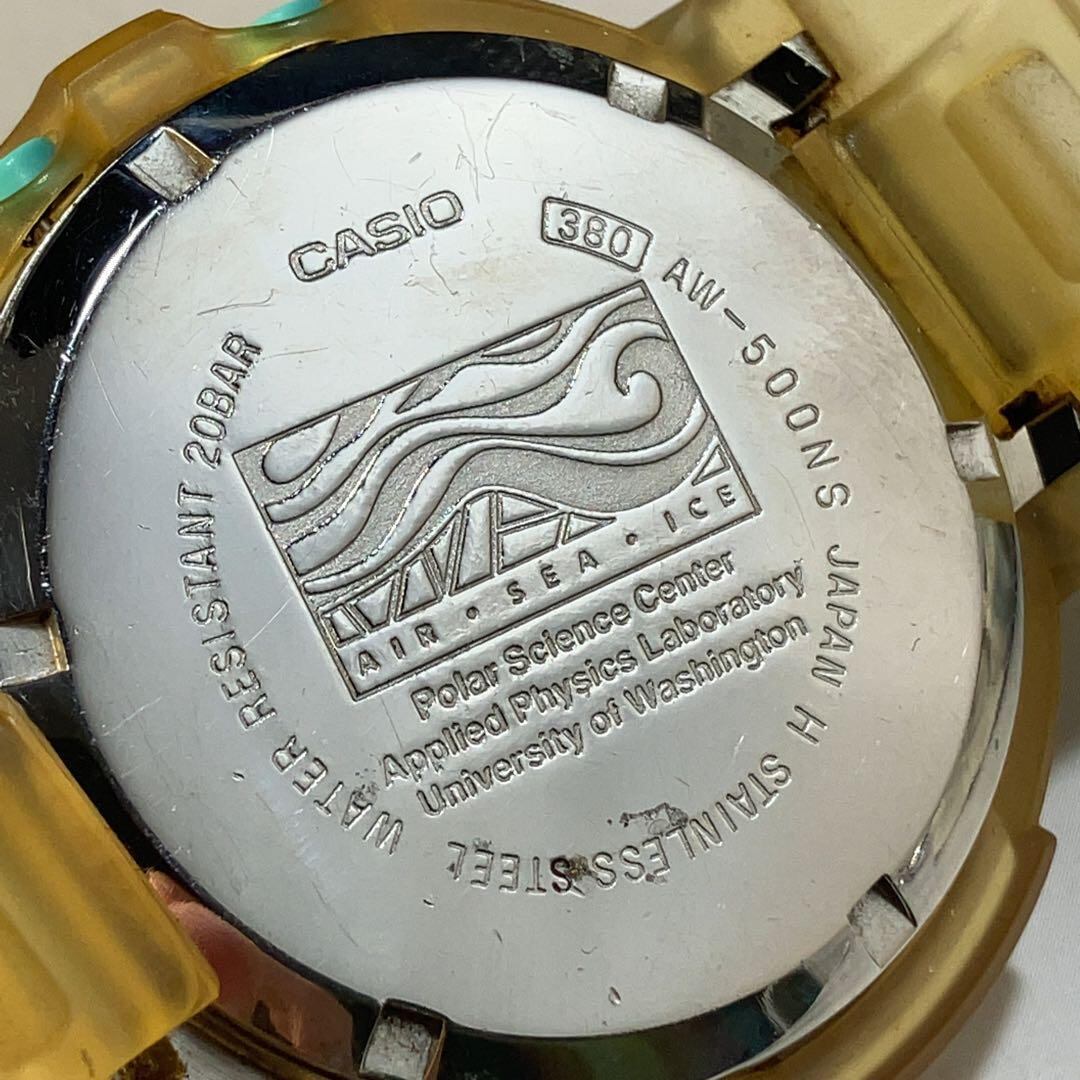 CASIO
380
AW-500NS JAPAN H STAINLESS STEEL WATER RESISTANT 20BAR
AIR · SEA · ICE
Polar Science Center
Applied Physics Laboratory
University of Washington